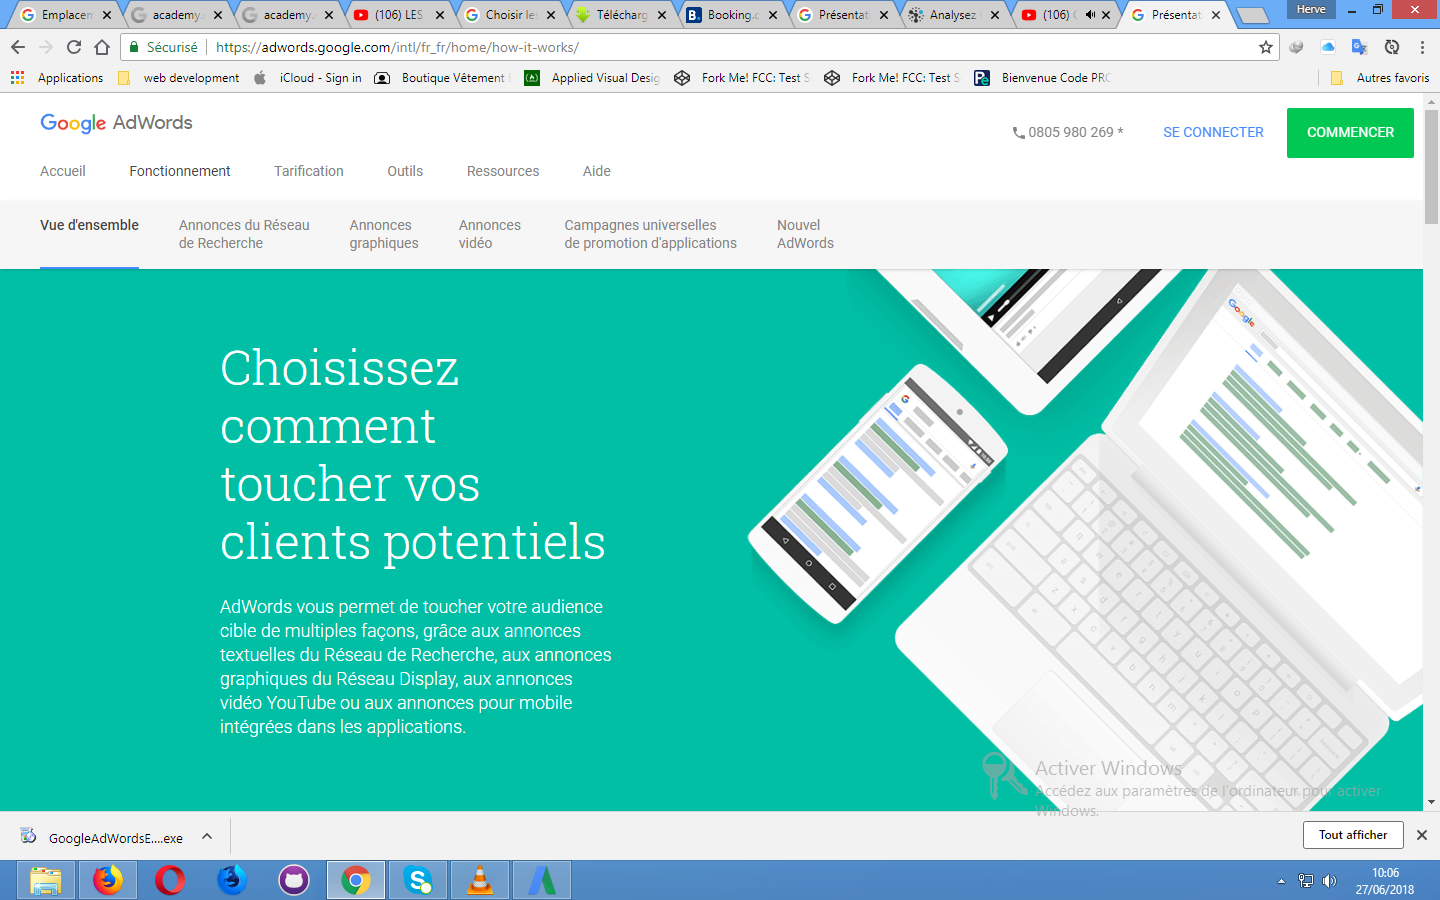 Emplacem
academy.
academy.
(106) LES
Choisir les
Télécharg
Booking.c
Présentat
Analysez
(106)
Présentat
Herve
Sécurisé
https://adwords.google.com/intl/fr_fr/home/how-it-works/
Applications
web development
iCloud - Sign in
Boutique Vêtement
Applied Visual Desig
Fork Me! FCC: Test S
Fork Me! FCC: Test S
Bienvenue Code PRO
Autres favoris
Google AdWords
0805 980 269 *
SE CONNECTER
COMMENCER
Accueil
Fonctionnement
Tarification
Outils
Ressources
Aide
Vue d'ensemble
Annonces du Réseau
de Recherche
Annonces
graphiques
Annonces
vidéo
Campagnes universelles
de promotion d'applications
Nouvel
AdWords
Choisissez
comment
toucher vos
clients potentiels
AdWords vous permet de toucher votre audience
cible de multiples façons, grâce aux annonces
textuelles du Réseau de Recherche, aux annonces
graphiques du Réseau Display, aux annonces
vidéo YouTube ou aux annonces pour mobile
intégrées dans les applications.
Google
Activer Windows
Accédez aux paramètres de l'ordinateur pour activer
Windows.
GoogleAdWordsE....exe
Tout afficher
10:06
27/06/2018